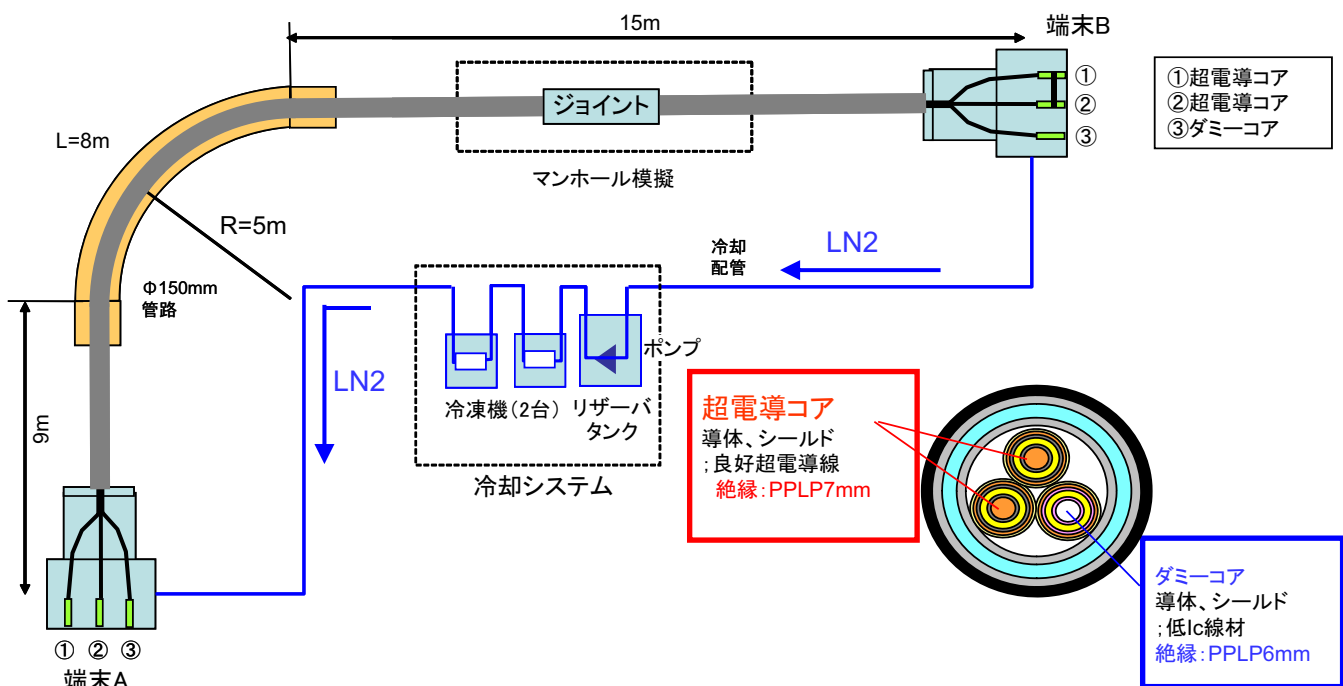 15m
端末B
①
②
③
①超電導コア
②超電導コア
③ダミーコア
L=8m
ジョイント
マンホール模擬
R=5m
Φ150mm
管路
冷却
配管
LN2
LN2
ポンプ
冷凍機(2台)
リザーバ
タンク
冷却システム
9m
超電導コア
導体、シールド
;良好超電導線
絶縁:PPLP7mm
ダミーコア
導体、シールド
;低Ic線材
絶縁:PPLP6mm
① ② ③
端末A